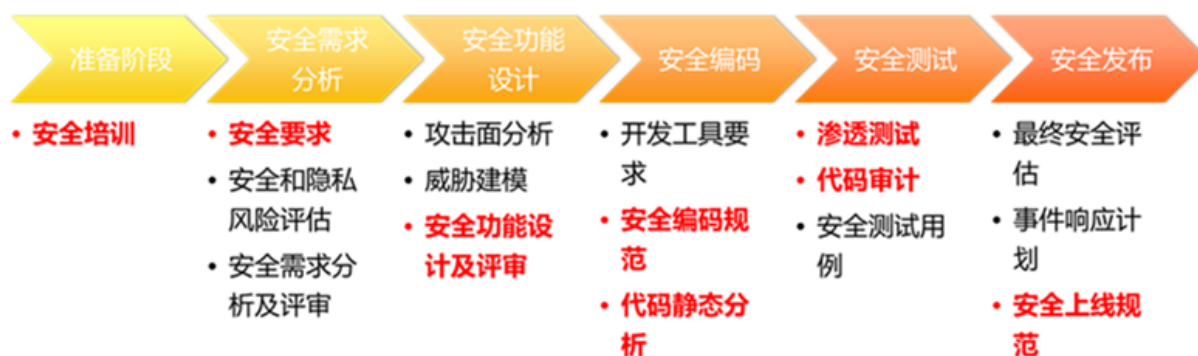 准备阶段
安全需求
分析
安全功能
设计
安全编码
安全测试
安全发布
• 安全培训
• 安全要求
• 安全和隐私
风险评估
• 安全需求分
析及评审
• 攻击面分析
• 威胁建模
• 安全功能设
计及评审
• 开发工具要
求
• 安全编码规
范
• 代码静态分
析
• 渗透测试
• 代码审计
• 安全测试用
例
• 最终安全评
估
• 事件响应计
划
• 安全上线规
范